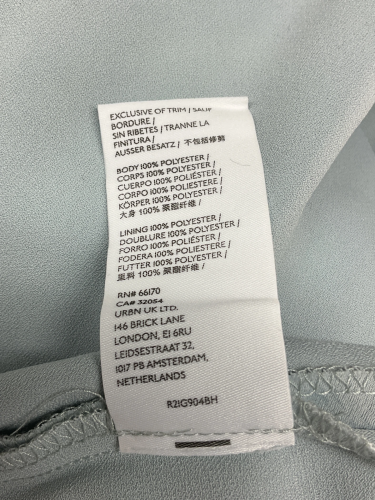 EXCLUSIVE OF TRIM / SAUF
BORDURE /
SIN RIBETES / TRANNE LA
FINITURA /
AUSSER BESATZ / 不包括修剪
BODY 100% POLYESTER /
CORPS 100% POLYESTER /
CUERPO 100% POLIÉSTER /
CORPO 100% POLIESTERE /
KÖRPER 100% POLYESTER /
大身 100% 聚酯纤维 /
LINING 100% POLYESTER /
DOUBLURE 100% POLYESTER /
FORRO 100% POLIÉSTER /
FODERA 100% POLIESTERE /
FUTTER 100% POLYESTER /
里料 100% 聚酯纤维 /
RN# 66170
CA# 32054
URBN UK LTD.
146 BRICK LANE
LONDON, E1 6RU
LEIDSESTRAAT 32,
1017 PB AMSTERDAM,
NETHERLANDS
R21G904BH